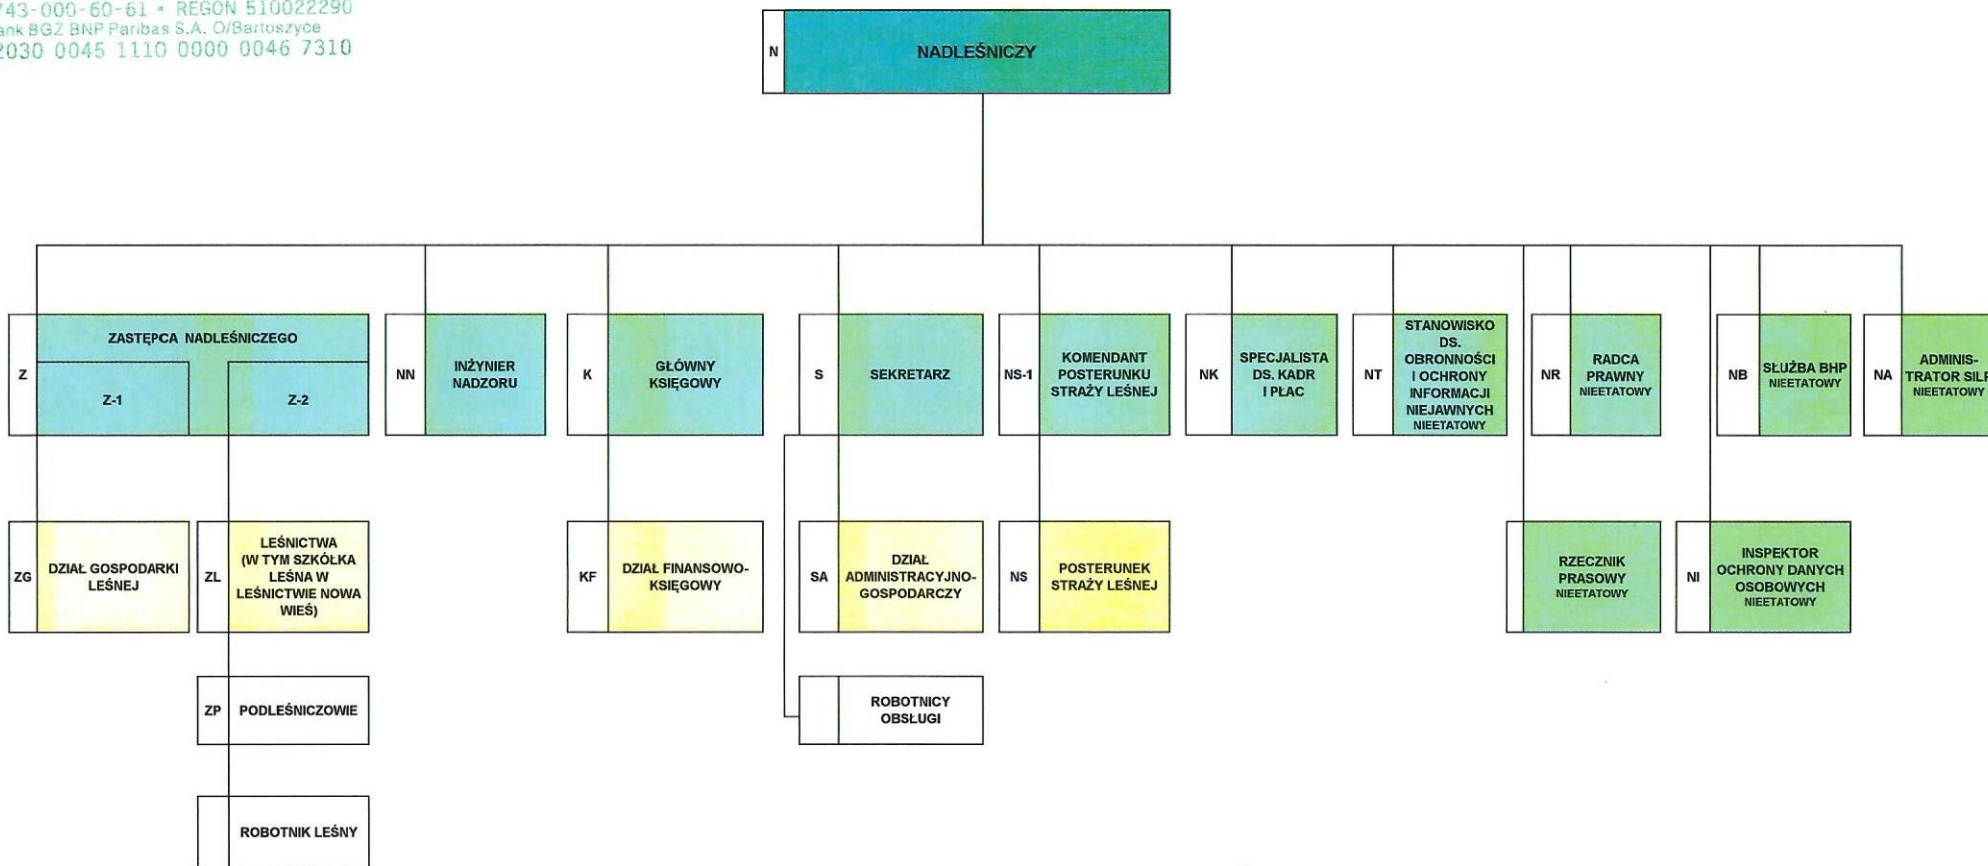 743-000-60-61 • REGON 510022290
Bank BGŻ BNP Paribas S.A. O/Bartoszyce
2030 0045 1110 0000 0046 7310
N
NADLEŚNICZY
Z
ZASTĘPCA NADLEŚNICZEGO
Z-1
Z-2
NN
INŻYNIER
NADZORU
K
GŁÓWNY
KSIĘGOWY
S
SEKRETARZ
NS-1
KOMENDANT
POSTERUNKU
STRAŻY LEŚNEJ
NK
SPECJALISTA
DS. KADR
I PŁAC
NT
STANOWISKO
DS.
OBRONNOŚCI
I OCHRONY
INFORMACJI
NIEJAWNYCH
NIEETATOWY
NR
RADCA
PRAWNY
NIEETATOWY
NB
SŁUŻBA BHP
NIEETATOWY
NA
ADMINIS-
TRATOR SILP
NIEETATOWY
ZG
DZIAŁ GOSPODARKI
LEŚNEJ
ZL
LEŚNICTWA
(W TYM SZKÓŁKA
LEŚNA W
LEŚNICTWIE NOWA
WIEŚ)
KF
DZIAŁ FINANSOWO-
KSIĘGOWY
SA
DZIAŁ
ADMINISTRACYJNO-
GOSPODARCZY
NS
POSTERUNEK
STRAŻY LEŚNEJ
RZECZNIK
PRASOWY
NIEETATOWY
NI
INSPEKTOR
OCHRONY DANYCH
OSOBOWYCH
NIEETATOWY
ZP
PODLEŚNICZOWIE
ROBOTNICY
OBSŁUGI
ROBOTNIK LEŚNY